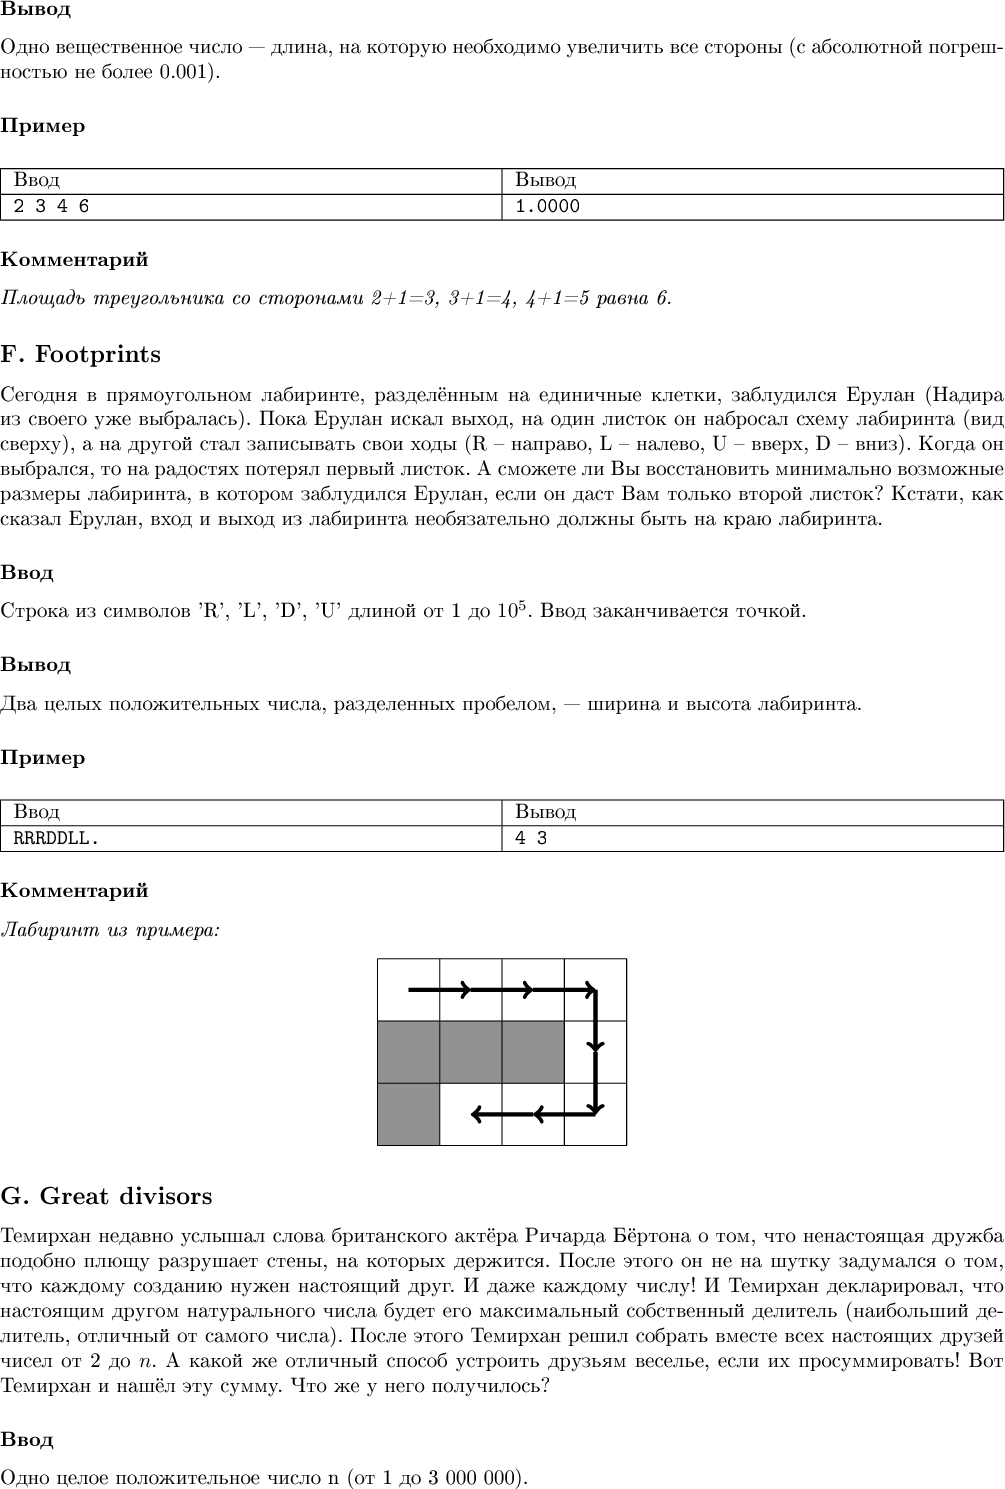 Вывод
Одно вещественное число — длина, на которую необходимо увеличить все стороны (с абсолютной погреш-
ностью не более 0.001).
Пример
Ввод Вывод
2 3 4 6 1.0000
Комментарий
Площадь треугольника со сторонами 2+1=3, 3+1=4, 4+1=5 равна 6.
F. Footprints
Сегодня в прямоугольном лабиринте, разделённым на единичные клетки, заблудился Ерулан (Надира
из своего уже выбралась). Пока Ерулан искал выход, на один листок он набросал схему лабиринта (вид
сверху), а на другой стал записывать свои ходы (R – направо, L – налево, U – вверх, D – вниз). Когда он
выбрался, то на радостях потерял первый листок. А сможете ли Вы восстановить минимально возможные
размеры лабиринта, в котором заблудился Ерулан, если он даст Вам только второй листок? Кстати, как
сказал Ерулан, вход и выход из лабиринта необязательно должны быть на краю лабиринта.
Ввод
Строка из символов ’R’, ’L’, ’D’, ’U’ длиной от 1 до 10⁵. Ввод заканчивается точкой.
Вывод
Два целых положительных числа, разделенных пробелом, — ширина и высота лабиринта.
Пример
Ввод Вывод
RRRDDLL. 4 3
Комментарий
Лабиринт из примера:
G. Great divisors
Темирхан недавно услышал слова британского актёра Ричарда Бёртона о том, что ненастоящая дружба
подобно плющу разрушает стены, на которых держится. После этого он не на шутку задумался о том,
что каждому созданию нужен настоящий друг. И даже каждому числу! И Темирхан декларировал, что
настоящим другом натурального числа будет его максимальный собственный делитель (наибольший де-
литель, отличный от самого числа). После этого Темирхан решил собрать вместе всех настоящих друзей
чисел от 2 до n. А какой же отличный способ устроить друзьям веселье, если их просуммировать! Вот
Темирхан и нашёл эту сумму. Что же у него получилось?
Ввод
Одно целое положительное число n (от 1 до 3 000 000).